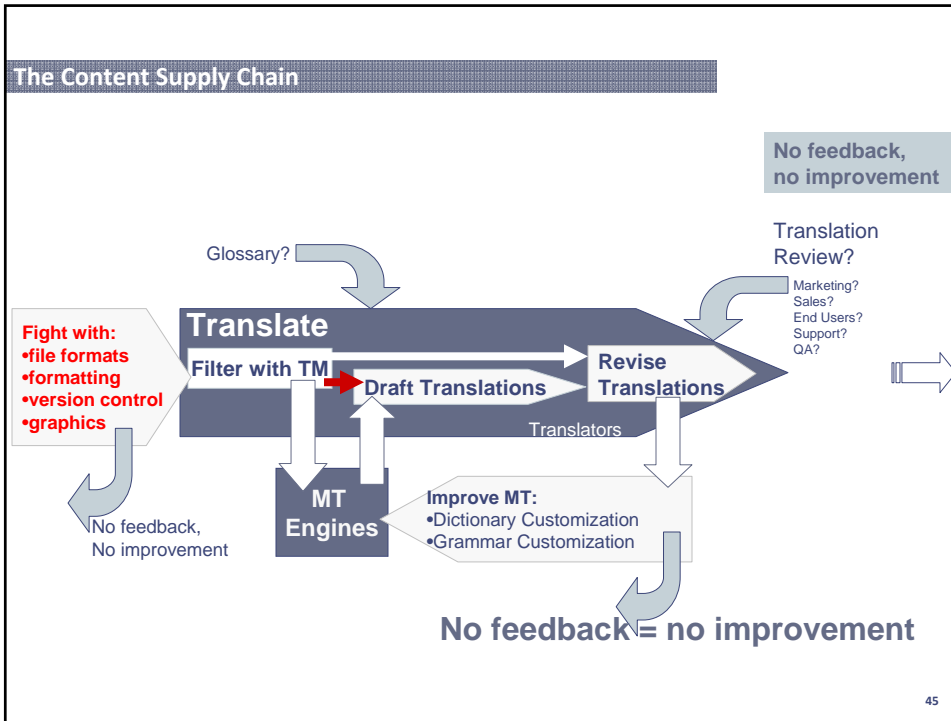 The Content Supply Chain
No feedback,
no improvement
Translation
Review?
Marketing?
Sales?
End Users?
Support?
QA?
Glossary?
Fight with:
•file formats
•formatting
•version control
•graphics
Translate
Filter with TM
Draft Translations
Revise
Translations
Translators
MT
Engines
Improve MT:
•Dictionary Customization
•Grammar Customization
No feedback,
No improvement
No feedback = no improvement
45